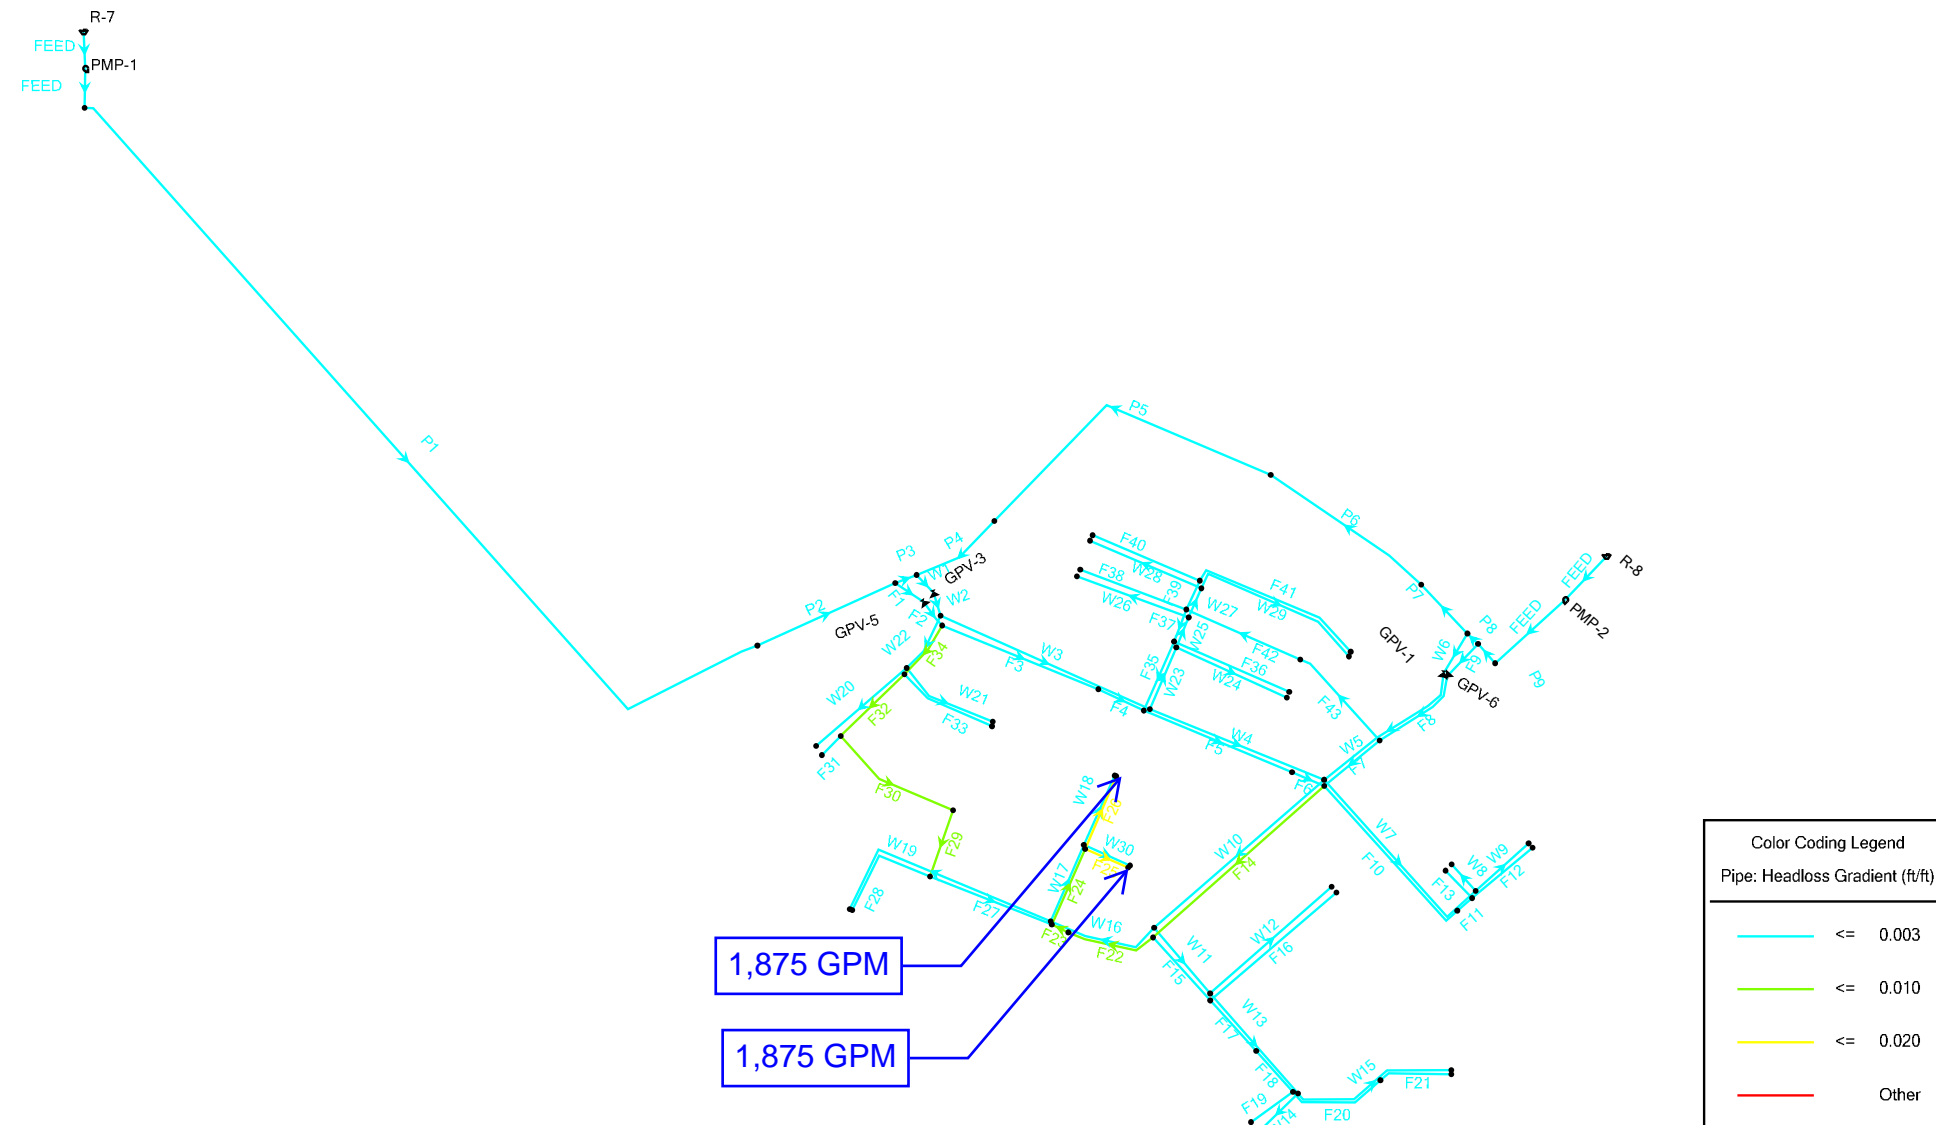 R-7
FEED
PMP-1
FEED
P1
P2
P3
P4
P5
P6
P7
P8
P9
FEED
R-8
FEED
PMP-2
W1
GPV-3
F1
W2
F2
GPV-5
W22
F34
W3
F3
W20
F32
W21
F33
F31
F30
F29
F4
F40
W28
F38
W26
F39
F41
W29
W27
F37
W25
F42
F35
W23
F36
W24
F43
GPV-1
W6
F9
GPV-6
F8
W5
F7
W4
F5
F6
W18
F26
W30
F25
W17
F24
W19
F28
F27
F23
W16
F22
W10
F14
W7
F10
W8
W9
F13
F12
F11
W12
F16
W11
F15
W13
F17
F18
F19
W14
W15
F20
F21
1,875 GPM
1,875 GPM
Color Coding Legend
Pipe: Headloss Gradient (ft/ft)
<= 0.003
<= 0.010
<= 0.020
Other